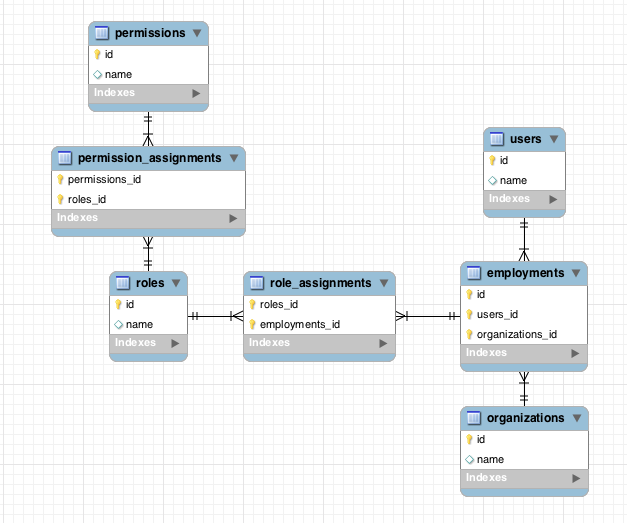 permissions
id
name
Indexes
permission_assignments
permissions_id
roles_id
Indexes
roles
id
name
Indexes
role_assignments
roles_id
employments_id
Indexes
users
id
name
Indexes
employments
id
users_id
organizations_id
Indexes
organizations
id
name
Indexes